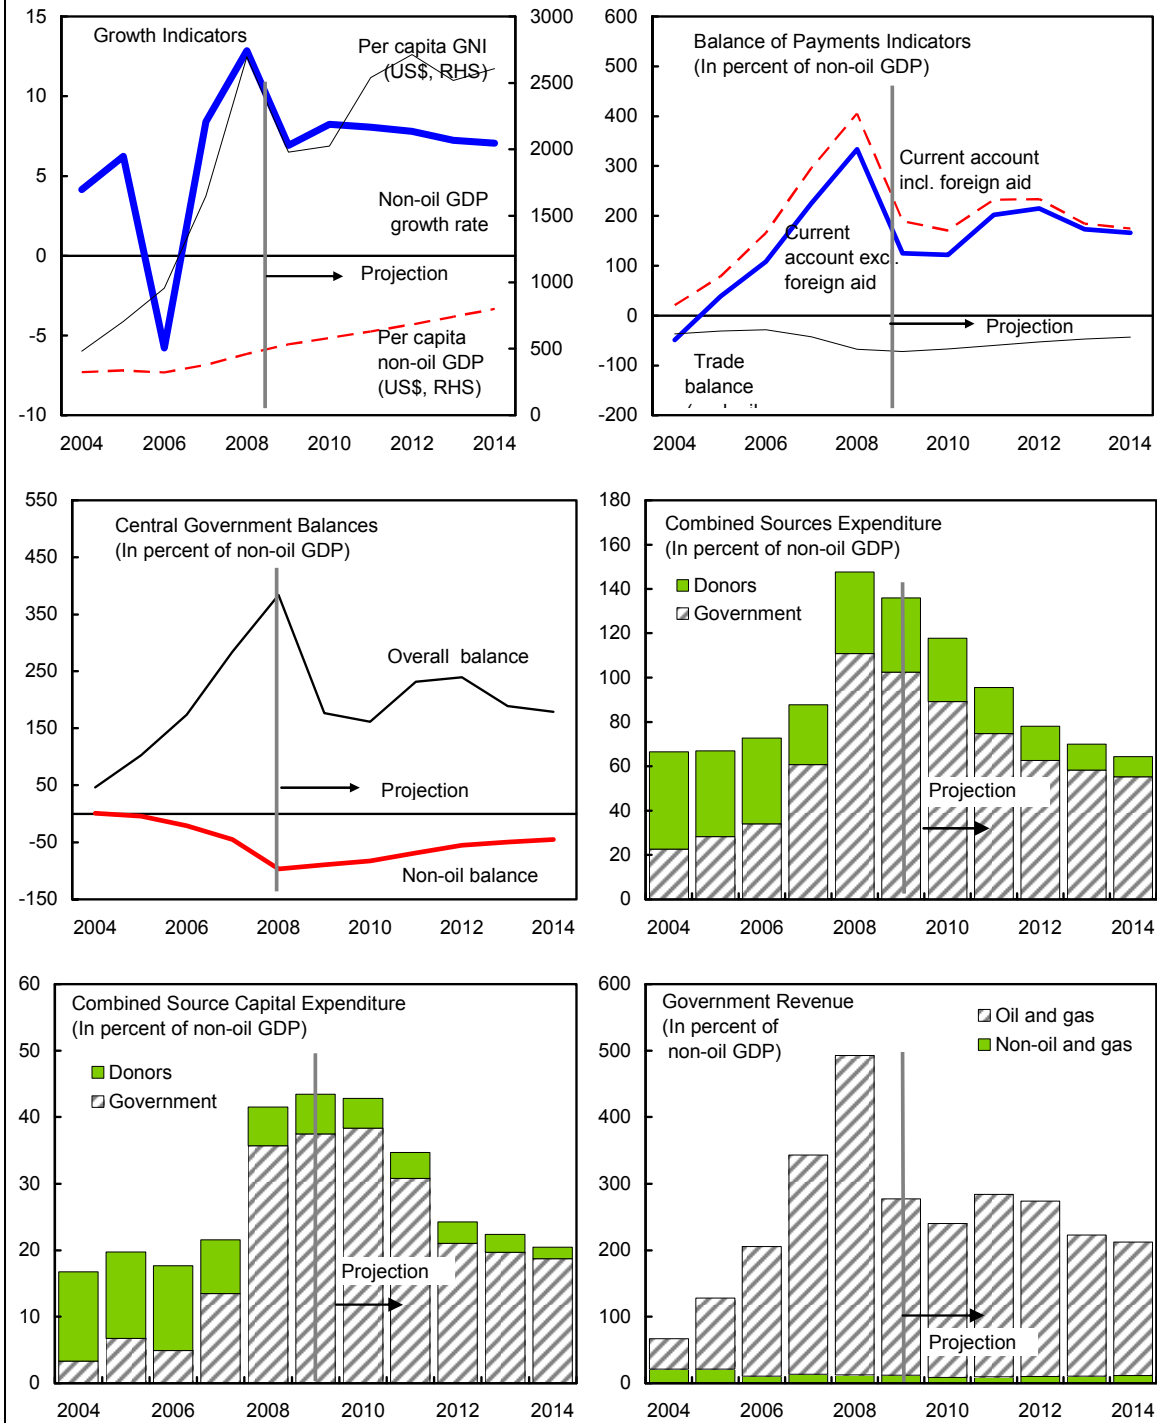 Growth Indicators
Per capita GNI
(US$, RHS)
Non-oil GDP
growth rate
Projection
Per capita
non-oil GDP
(US$, RHS)
15
10
5
0
-5
-10
3000
2500
2000
1500
1000
500
0
2004 2006 2008 2010 2012 2014
Balance of Payments Indicators
(In percent of non-oil GDP)
Current account
incl. foreign aid
Current
account exc.
foreign aid
Projection
Trade
balance
600
500
400
300
200
100
0
-100
-200
2004 2006 2008 2010 2012 2014
Central Government Balances
(In percent of non-oil GDP)
Overall balance
Projection
Non-oil balance
550
450
350
250
150
50
-50
-150
2004 2006 2008 2010 2012 2014
Combined Sources Expenditure
(In percent of non-oil GDP)
Donors
Government
Projection
180
160
140
120
100
80
60
40
20
0
2004 2006 2008 2010 2012 2014
Combined Source Capital Expenditure
(In percent of non-oil GDP)
Donors
Government
Projection
60
50
40
30
20
10
0
2004 2006 2008 2010 2012 2014
Government Revenue
(In percent of
non-oil GDP)
Oil and gas
Non-oil and gas
Projection
600
500
400
300
200
100
0
2004 2006 2008 2010 2012 2014